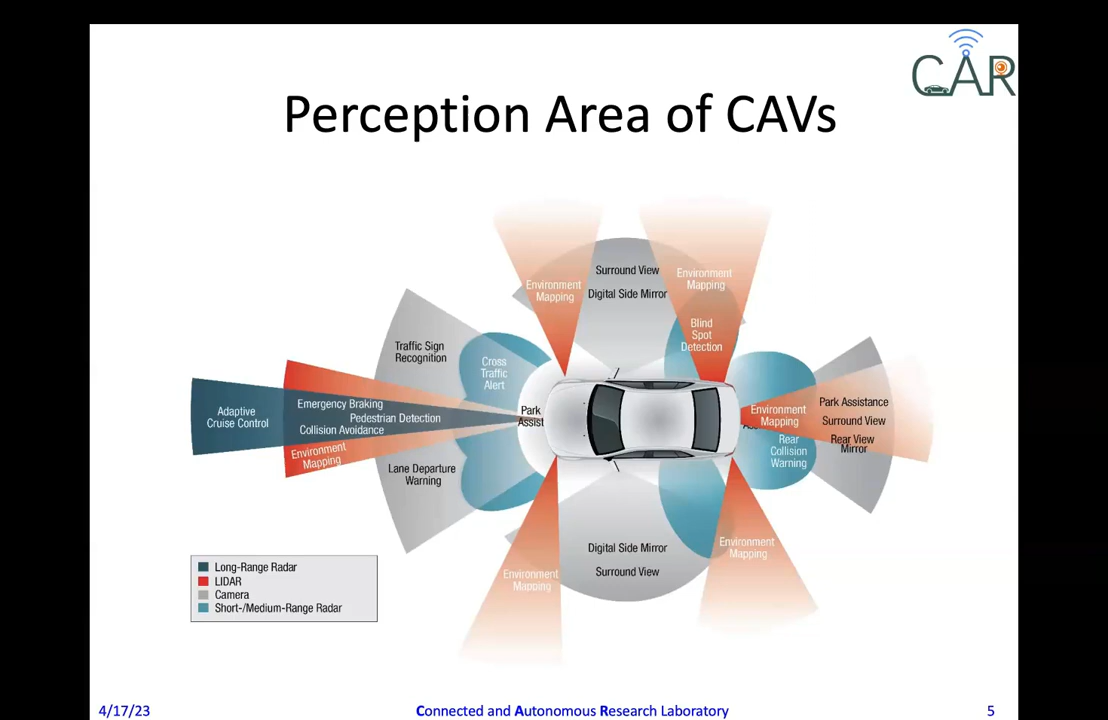 CAR
Perception Area of CAVs
Surround View
Digital Side Mirror
Environment
Mapping
Environment
Mapping
Blind
Spot
Detection
Traffic Sign
Recognition
Cross
Traffic
Alert
Adaptive
Cruise Control
Emergency Braking
Pedestrian Detection
Collision Avoidance
Environment
Mapping
Lane Departure
Warning
Park
Assist
Environment
Mapping
Rear
Collision
Warning
Park Assistance
Surround View
Rear View
Mirror
Digital Side Mirror
Surround View
Environment
Mapping
Environment
Mapping
Long-Range Radar
LIDAR
Camera
Short-/Medium-Range Radar
4/17/23
Connected and Autonomous Research Laboratory
5